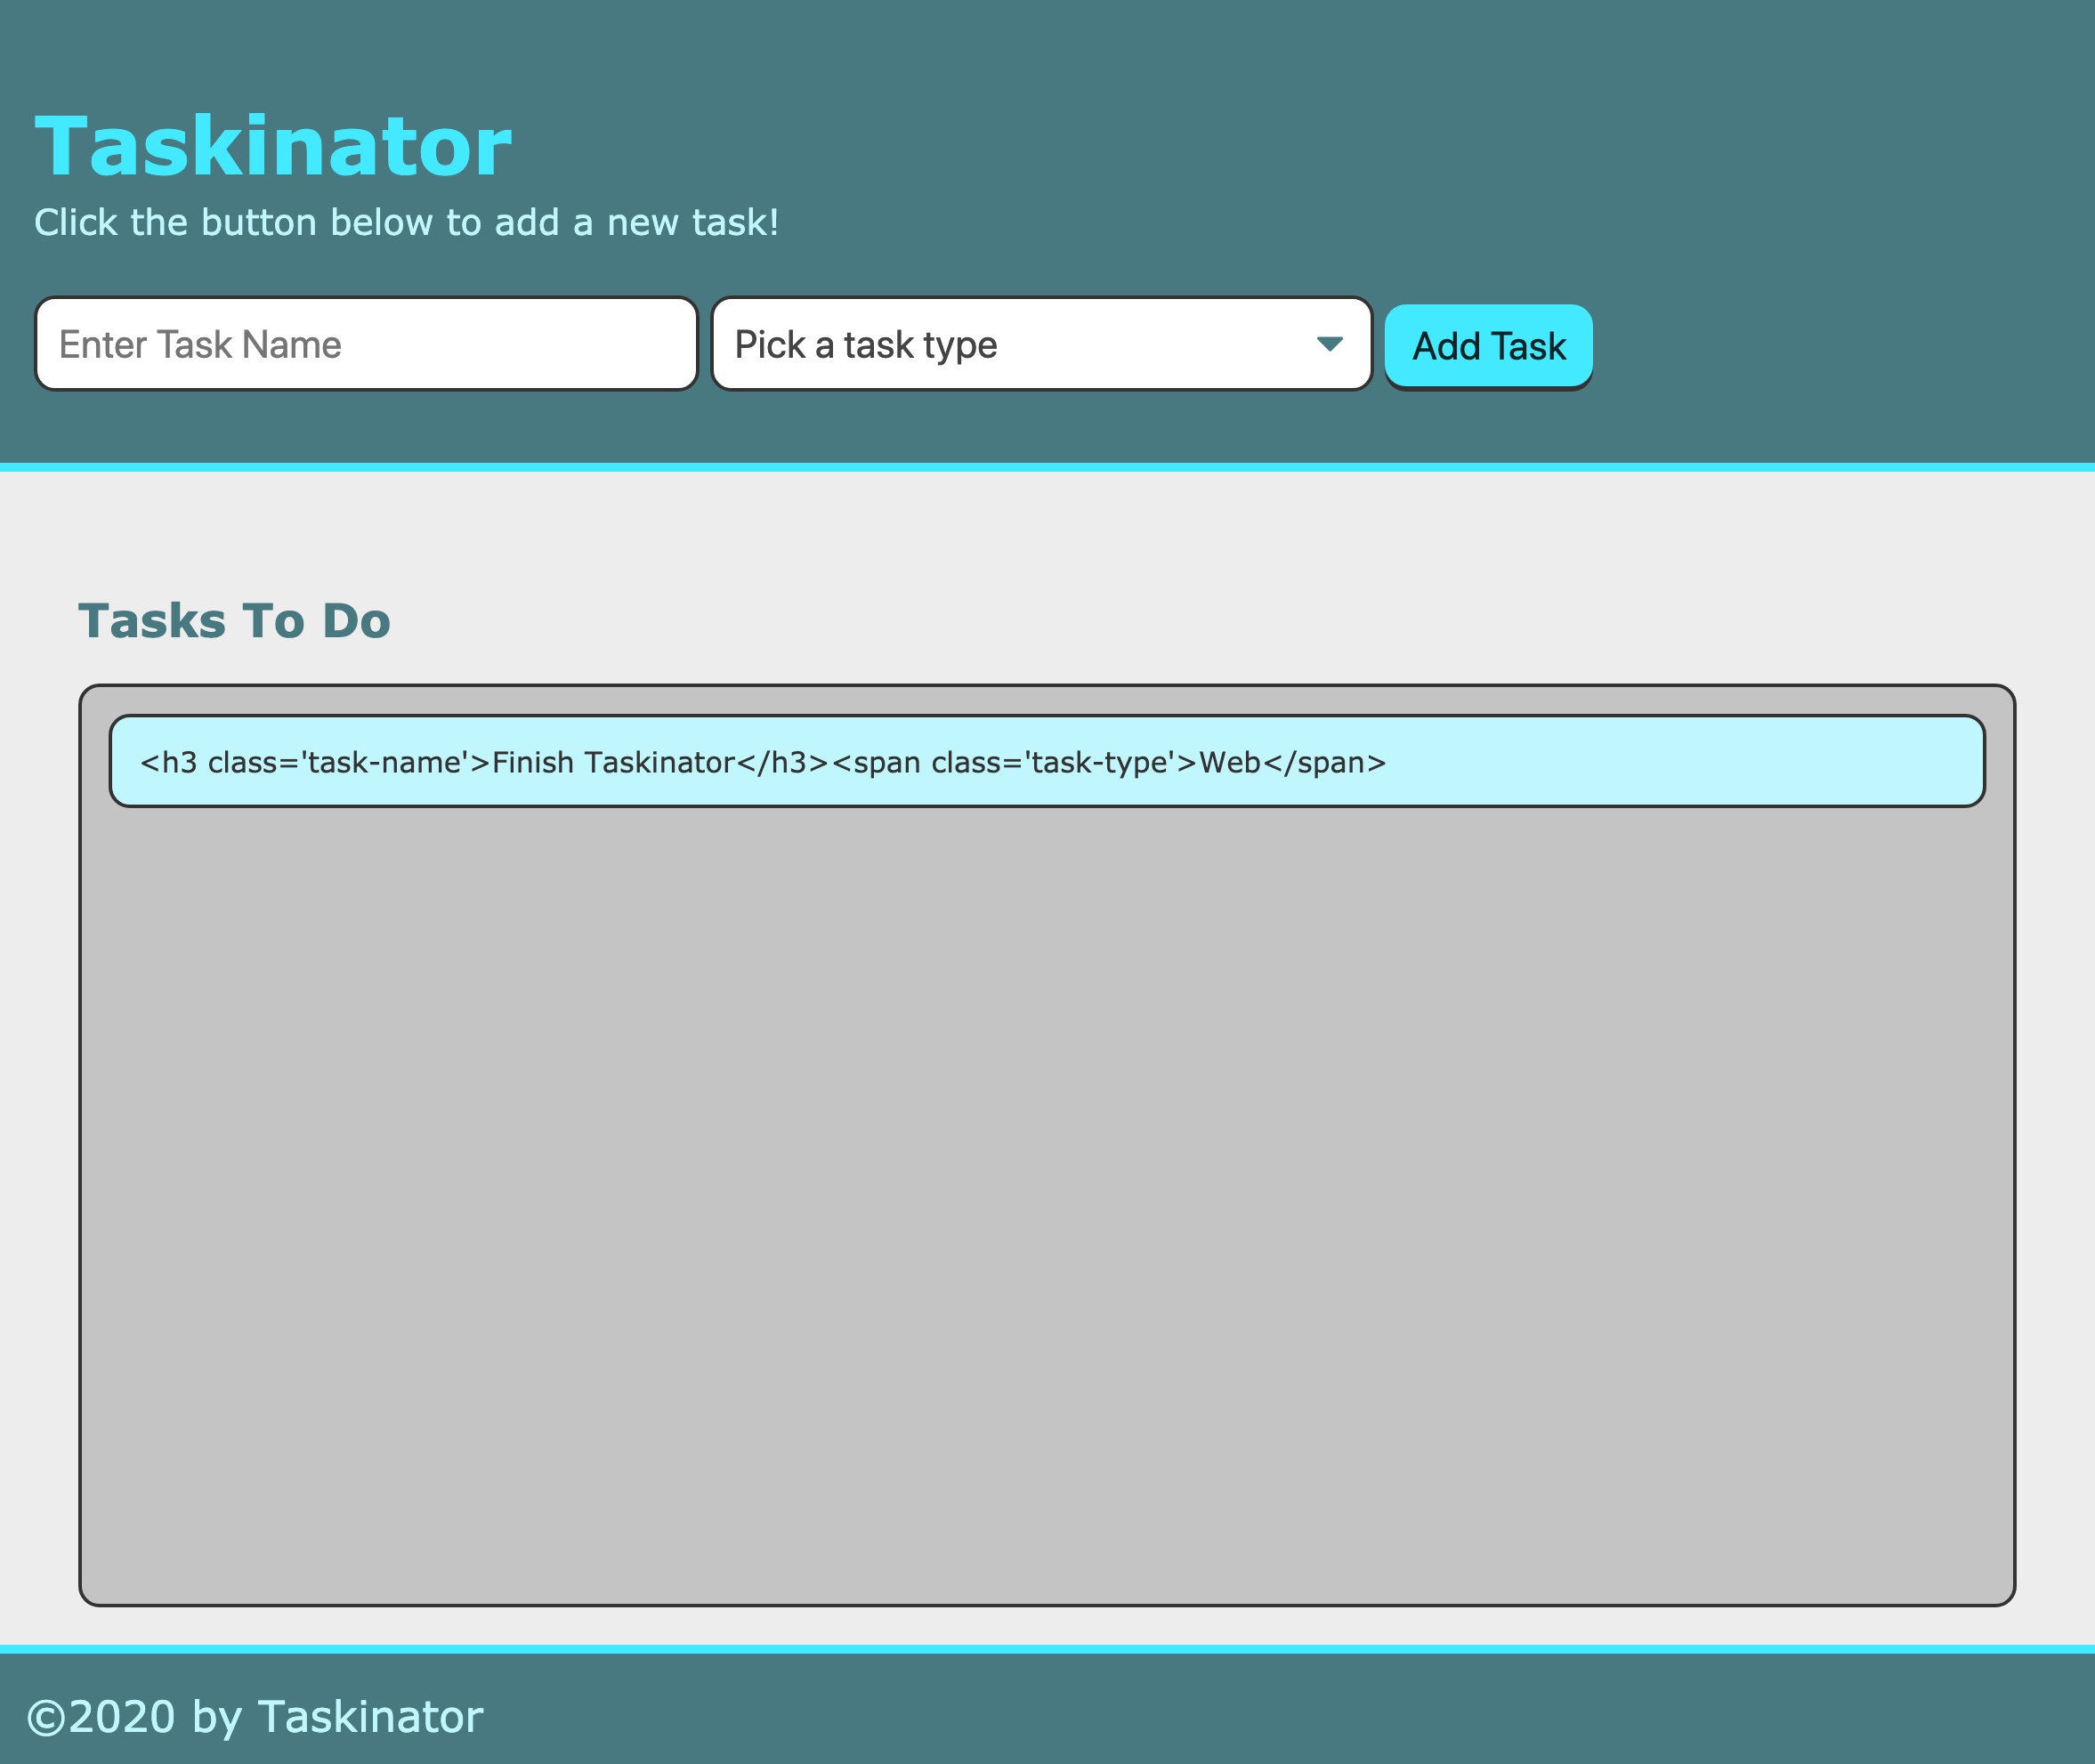 Taskinator
Click the button below to add a new task!
Enter Task Name
Pick a task type
Add Task
Tasks To Do
<h3 class='task-name'>Finish Taskinator</h3><span class='task-type'>Web</span>
©2020 by Taskinator